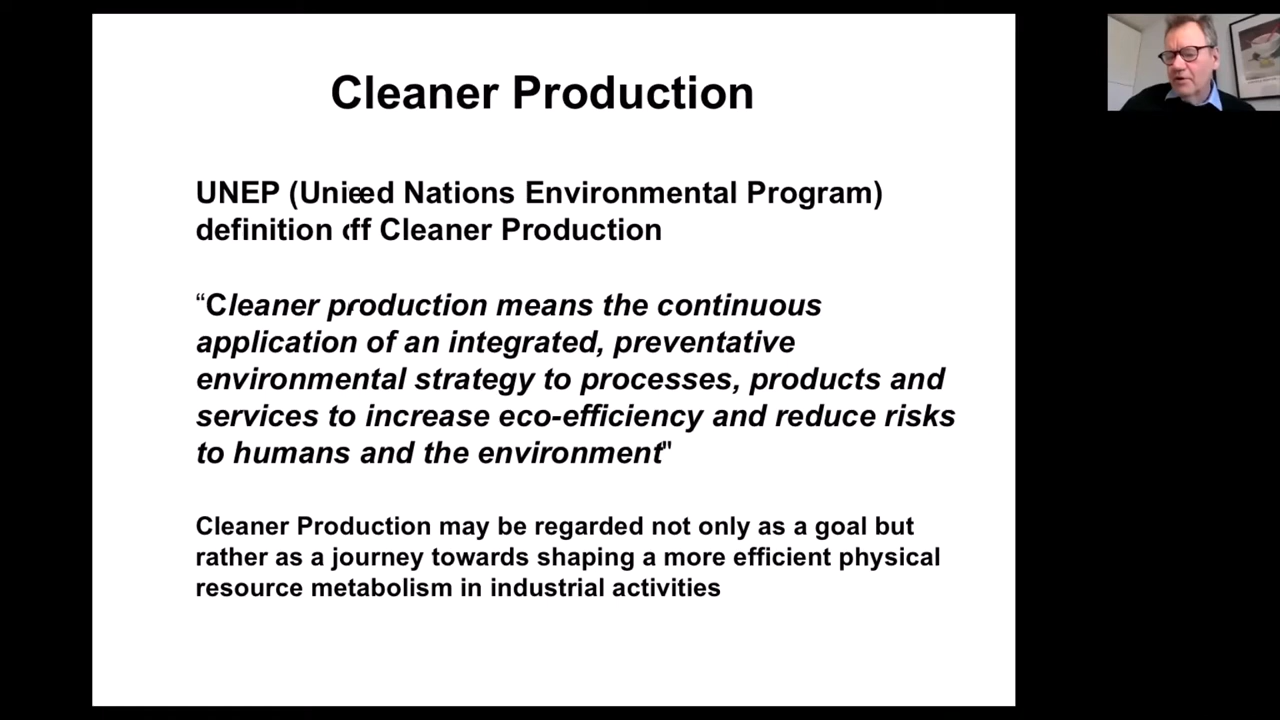 Cleaner Production
UNEP (Unieed Nations Environmental Program)
definition off Cleaner Production
“Cleaner production means the continuous
application of an integrated, preventative
environmental strategy to processes, products and
services to increase eco-efficiency and reduce risks
to humans and the environment"
Cleaner Production may be regarded not only as a goal but
rather as a journey towards shaping a more efficient physical
resource metabolism in industrial activities